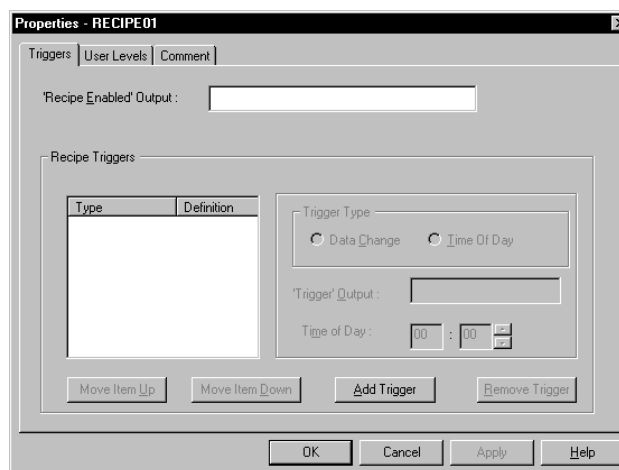 Properties - RECIPE01
Triggers User Levels Comment
'Recipe Enabled' Output :
Recipe Triggers
Type Definition
Trigger Type
Data Change Time Of Day
'Trigger' Output :
Time of Day : 00 : 00
Move Item Up Move Item Down Add Trigger Remove Trigger
OK Cancel Apply Help